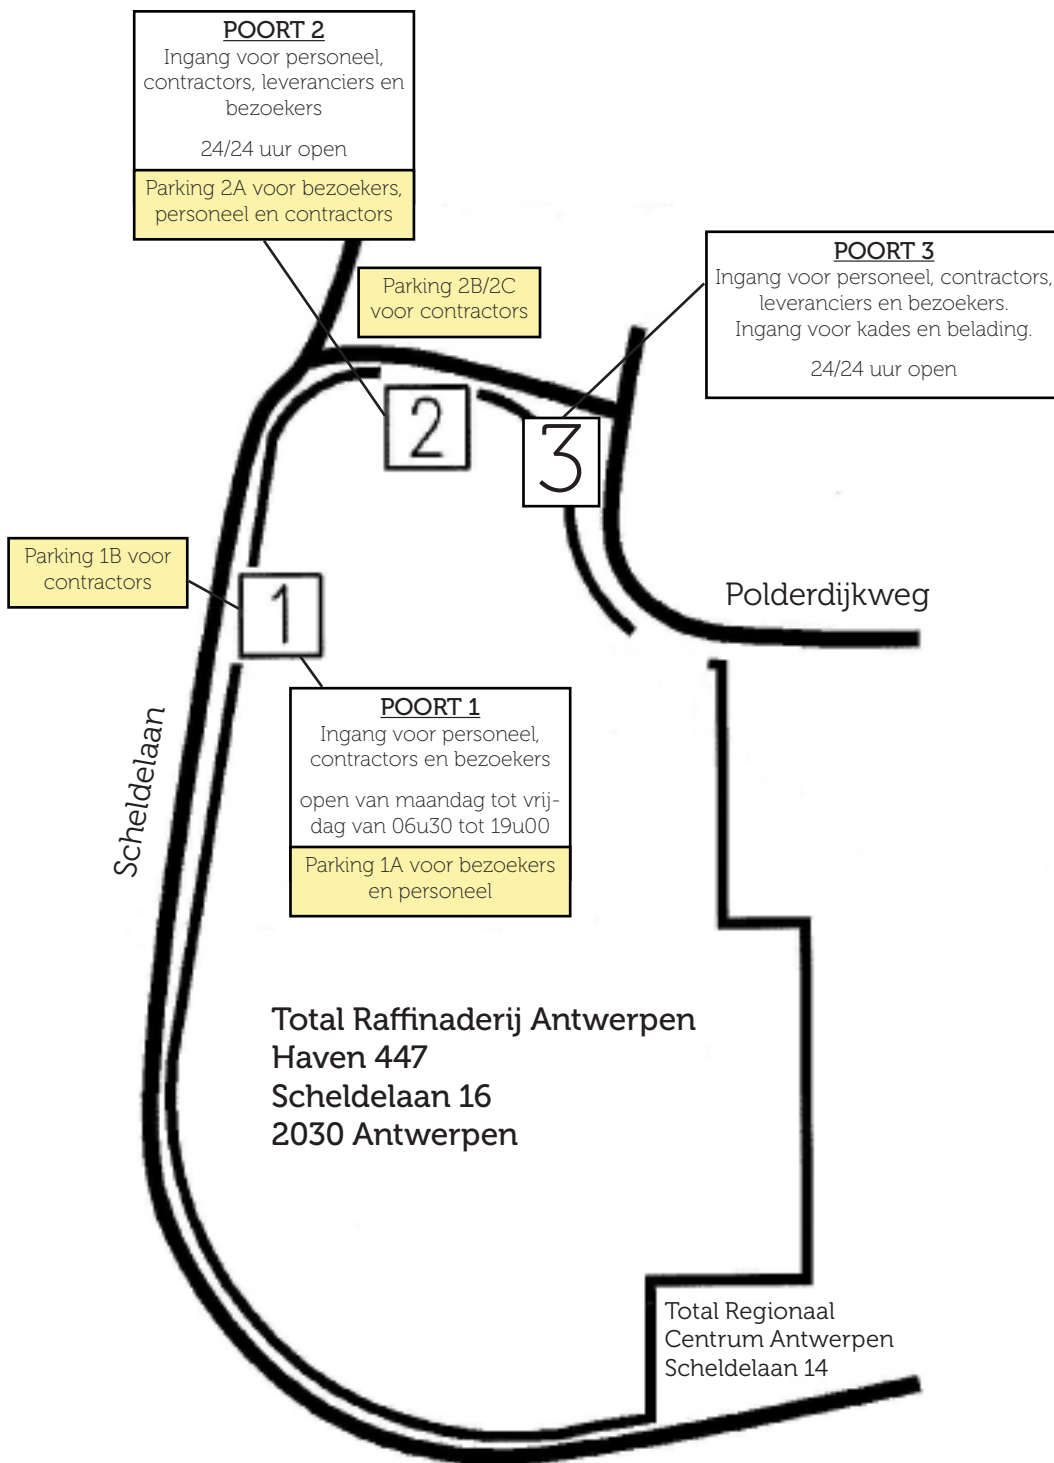 POORT 2
Ingang voor personeel,
contractors, leveranciers en
bezoekers
24/24 uur open
Parking 2A voor bezoekers,
personeel en contractors
Parking 2B/2C
voor contractors
POORT 3
Ingang voor personeel, contractors,
leveranciers en bezoekers.
Ingang voor kades en belading.
24/24 uur open
2
3
Parking 1B voor
contractors
1
Polderdijkweg
POORT 1
Ingang voor personeel,
contractors en bezoekers
open van maandag tot vrij-
dag van 06u30 tot 19u00
Parking 1A voor bezoekers
en personeel
Scheldelaan
Total Raffinaderij Antwerpen
Haven 447
Scheldelaan 16
2030 Antwerpen
Total Regionaal
Centrum Antwerpen
Scheldelaan 14